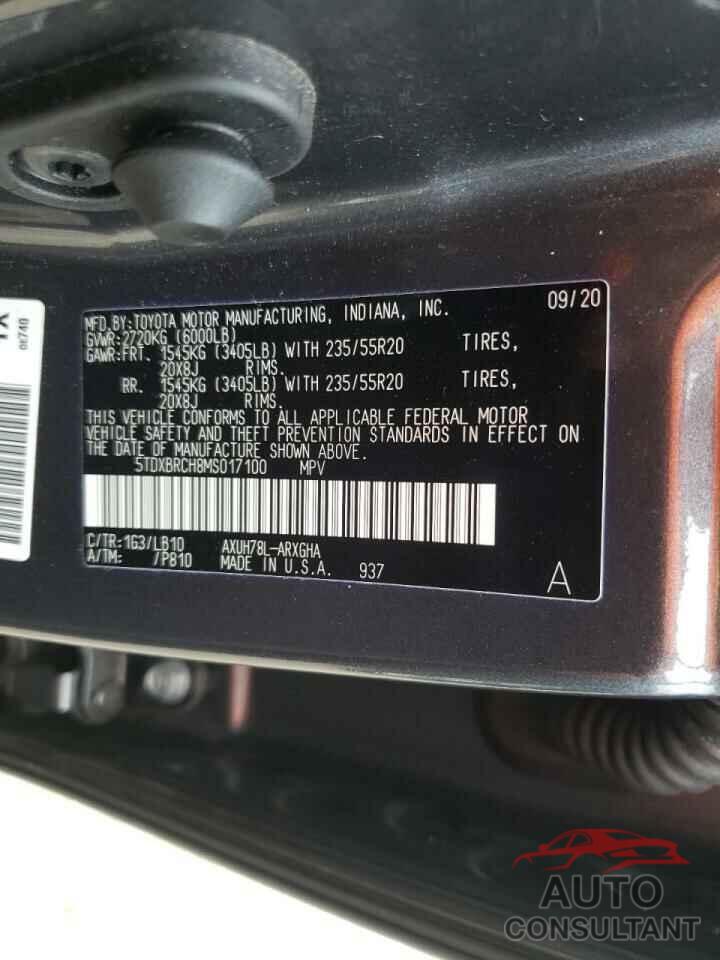 MFD.BY:TOYOTA MOTOR MANUFACTURING, INDIANA, INC. 09/20
GVWR:2720KG (6000LB)
GAWR:FRT. 1545KG (3405LB) WITH 235/55R20 TIRES,
20X8J RIMS.
RR. 1545KG (3405LB) WITH 235/55R20 TIRES,
20X8J RIMS.
THIS VEHICLE CONFORMS TO ALL APPLICABLE FEDERAL MOTOR
VEHICLE SAFETY AND THEFT PREVENTION STANDARDS IN EFFECT ON
THE DATE OF MANUFACTURE SHOWN ABOVE.
5TDXBRCH8MS017100 MPV
C/TR:1G3/LB10 AXUH78L-ARXGHA
A/TM: /P810 MADE IN U.S.A. 937 A
AUTO
CONSULTANT